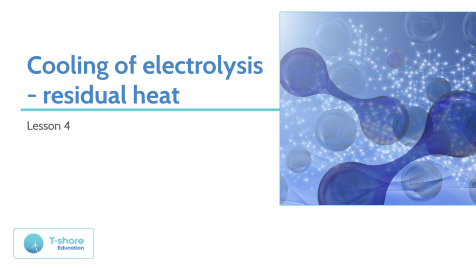 Cooling of electrolysis
- residual heat
Lesson 4
T-shore
Education